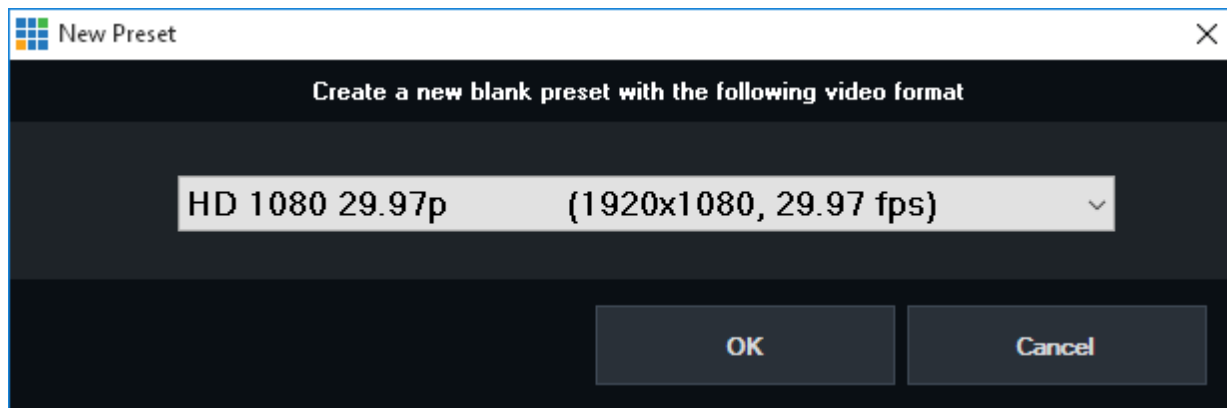 New Preset
Create a new blank preset with the following video format
HD 1080 29.97p (1920x1080, 29.97 fps)
OK Cancel